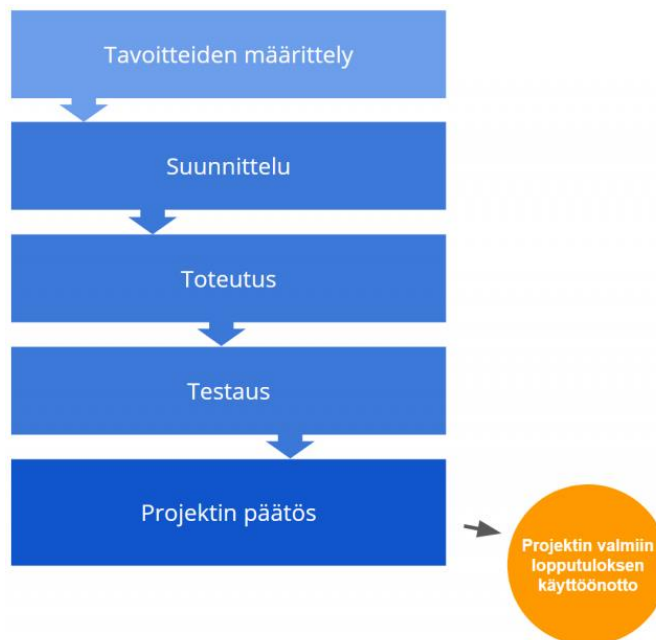 Tavoitteiden määrittely
Suunnittelu
Toteutus
Testaus
Projektin päätös
Projektin valmiin
lopputuloksen
käyttöönotto